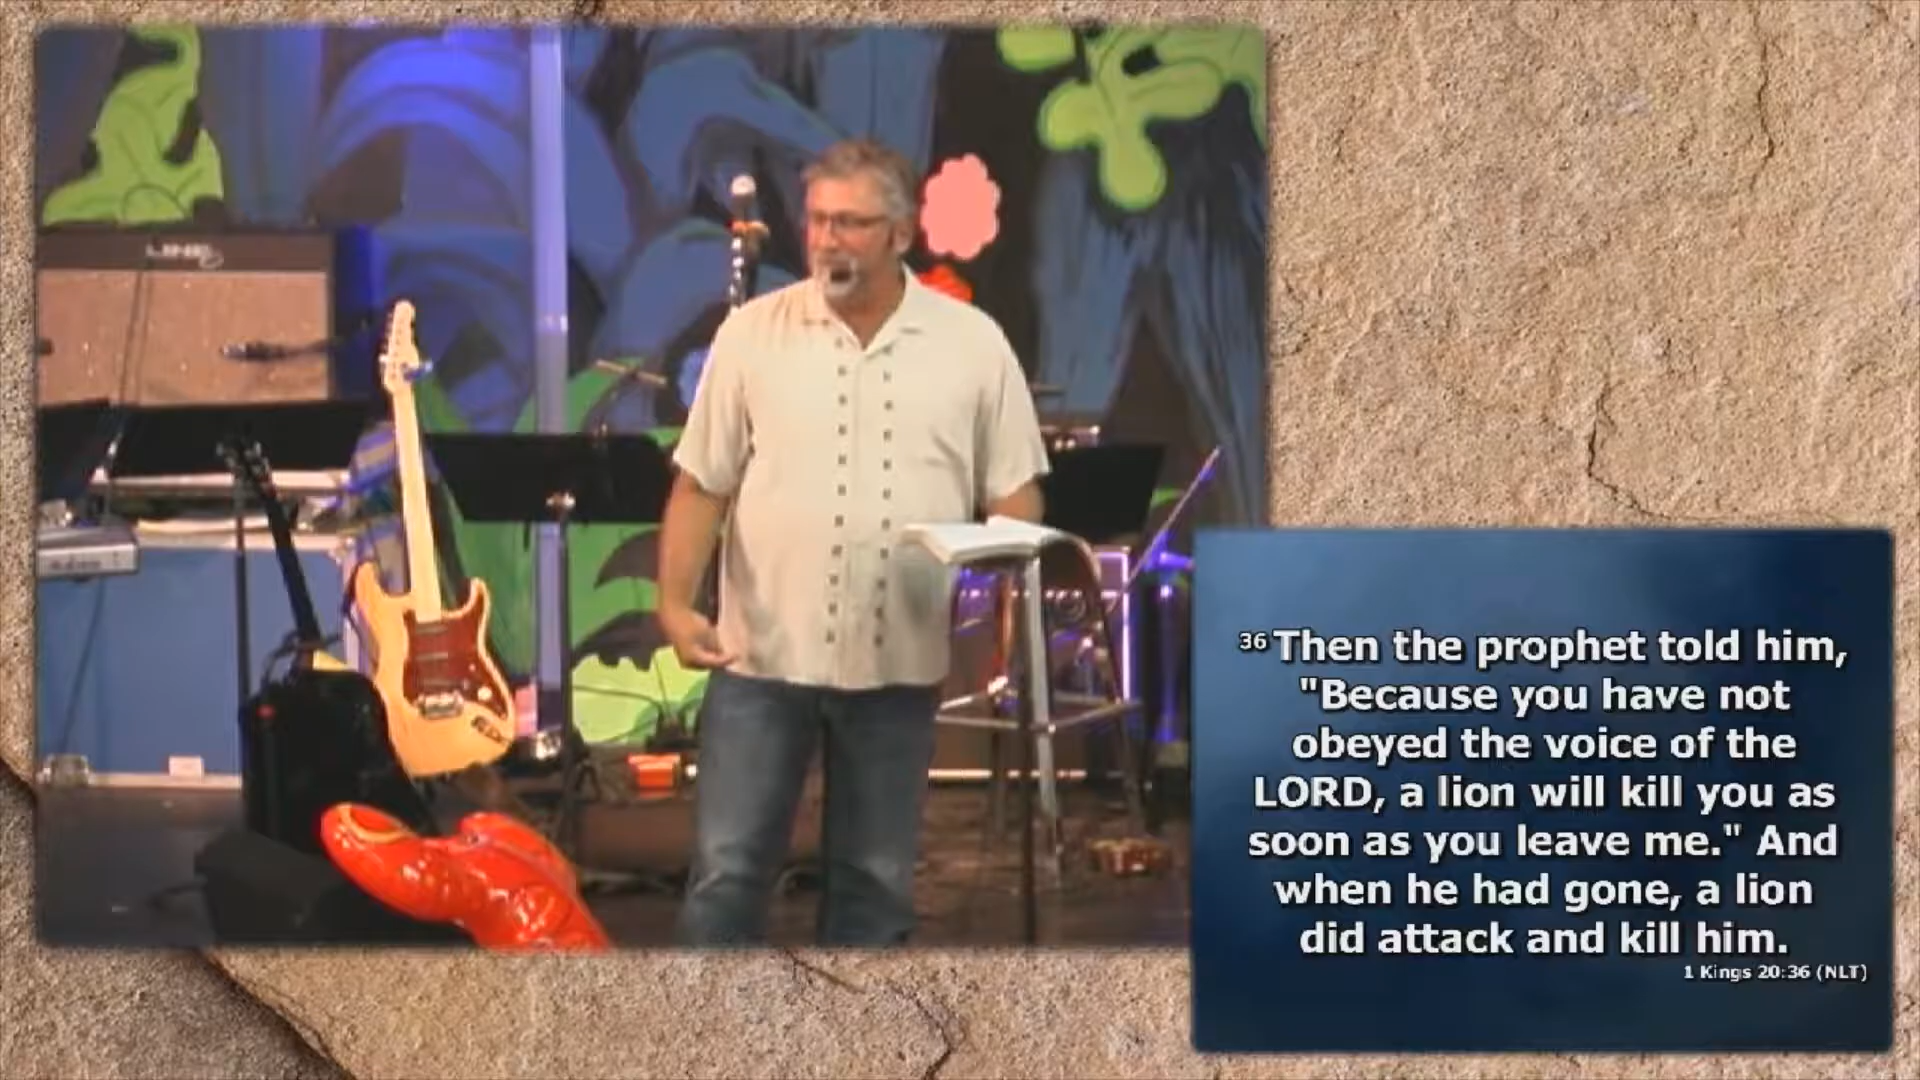 LINE 6
36 Then the prophet told him,
"Because you have not
obeyed the voice of the
LORD, a lion will kill you as
soon as you leave me." And
when he had gone, a lion
did attack and kill him.
1 Kings 20:36 (NLT)